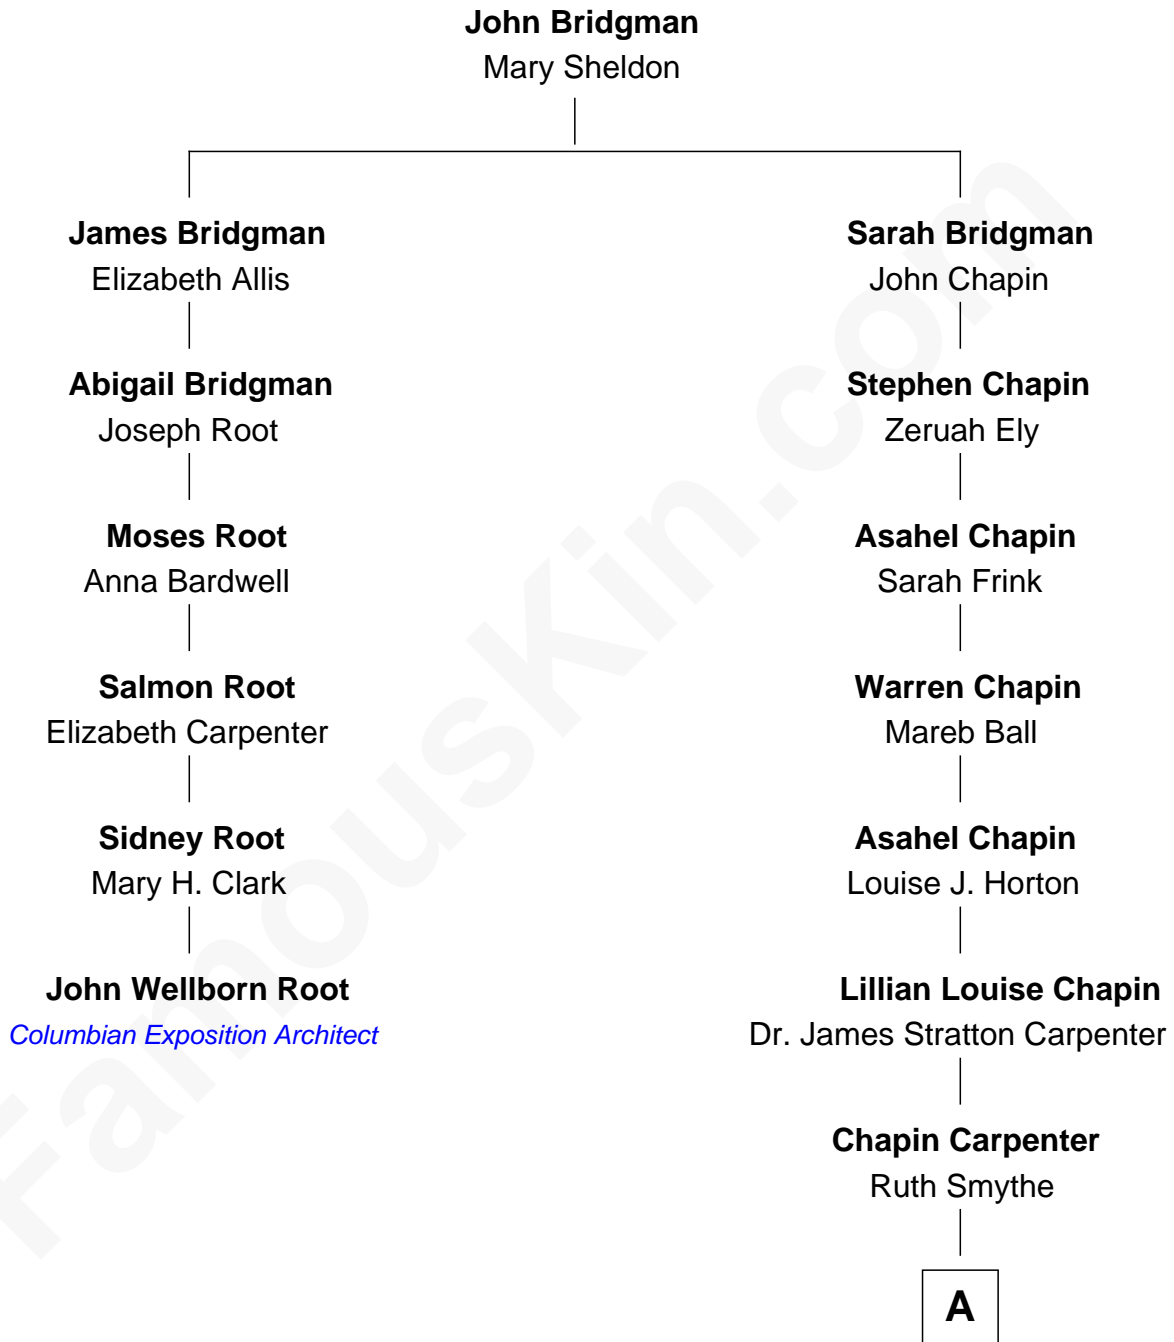 John Bridgman
Mary Sheldon
James Bridgman
Elizabeth Allis
Abigail Bridgman
Joseph Root
Moses Root
Anna Bardwell
Salmon Root
Elizabeth Carpenter
Sidney Root
Mary H. Clark
John Wellborn Root
Columbian Exposition Architect
Sarah Bridgman
John Chapin
Stephen Chapin
Zeruah Ely
Asahel Chapin
Sarah Frink
Warren Chapin
Mareb Ball
Asahel Chapin
Louise J. Horton
Lillian Louise Chapin
Dr. James Stratton Carpenter
Chapin Carpenter
Ruth Smythe
A
FamousKin.com